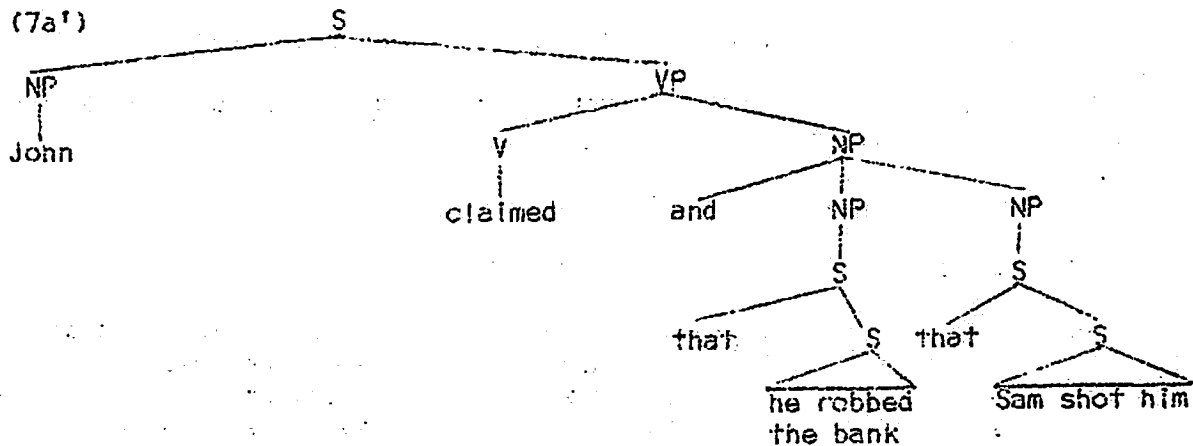 (7a')
S
NP VP
John V NP
claimed and NP NP
S S
that S that S
he robbed Sam shot him
the bank